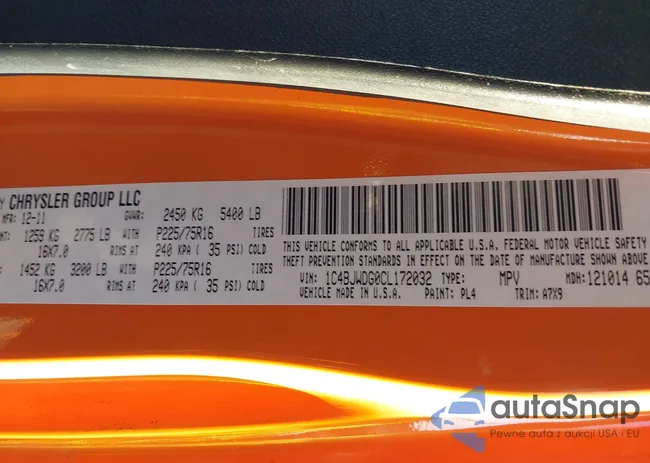 Y CHRYSLER GROUP LLC
MFR: 12-11 GVWR: 2450 KG 5400 LB
NT: 1259 KG 2775 LB WITH P225/75R16 TIRES
16X7.0 RIMS AT 240 KPA ( 35 PSI) COLD
1452 KG 3200 LB WITH P225/75R16 TIRES
16X7.0 RIMS AT 240 KPA ( 35 PSI) COLD
THIS VEHICLE CONFORMS TO ALL APPLICABLE U.S.A. FEDERAL MOTOR VEHICLE SAFETY
THEFT PREVENTION STANDARDS IN EFFECT ON THE DATE OF MANUFACTURE SHOWN ABOVE
VIN: 1C4BJWDG0CL172032 TYPE: MPV MDH: 121014 65
VEHICLE MADE IN U.S.A. PAINT: PL4 TRIM: A7X9
autaSnap
Pewne auta z aukcji USA i EU